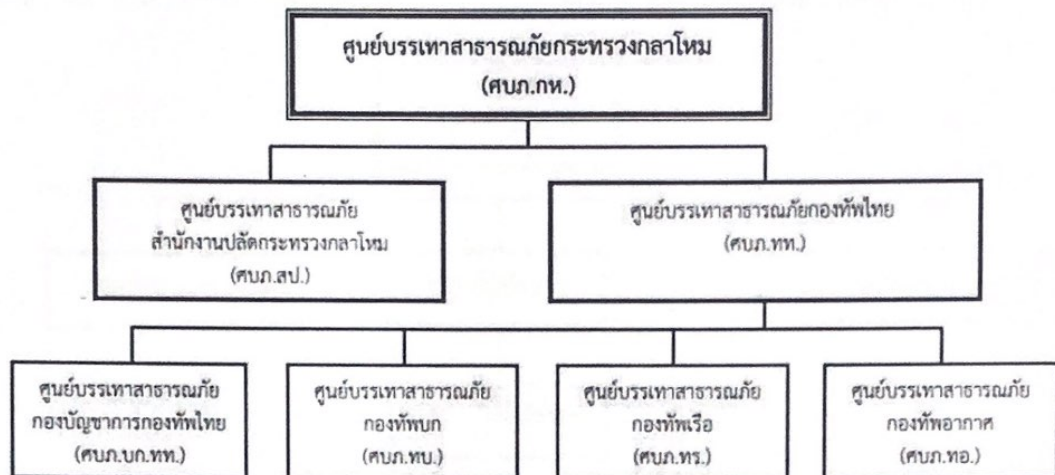 ศูนย์บรรเทาสาธารณภัยกระทรวงกลาโหม
(ศบภ.กห.)
ศูนย์บรรเทาสาธารณภัย
สำนักงานปลัดกระทรวงกลาโหม
(ศบภ.สป.)
ศูนย์บรรเทาสาธารณภัยกองทัพไทย
(ศบภ.ทท.)
ศูนย์บรรเทาสาธารณภัย
กองบัญชาการกองทัพไทย
(ศบภ.บก.ทท.)
ศูนย์บรรเทาสาธารณภัย
กองทัพบก
(ศบภ.ทบ.)
ศูนย์บรรเทาสาธารณภัย
กองทัพเรือ
(ศบภ.ทร.)
ศูนย์บรรเทาสาธารณภัย
กองทัพอากาศ
(ศบภ.ทอ.)